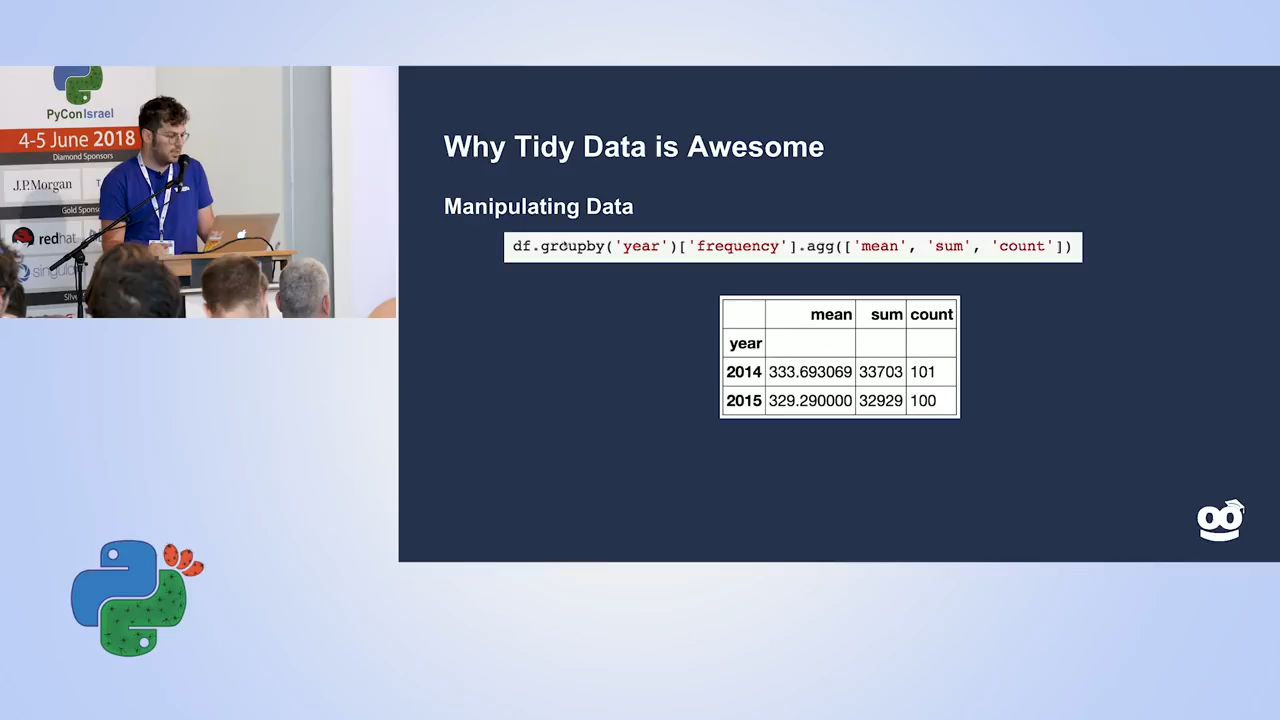 PyConIsrael
4-5 June 2018
Diamond Sponsors
J.P.Morgan
Gold
redhat
Why Tidy Data is Awesome
Manipulating Data
df.groupby('year')['frequency'].agg(['mean', 'sum', 'count'])
mean sum count
year
2014 333.693069 33703 101
2015 329.290000 32929 100